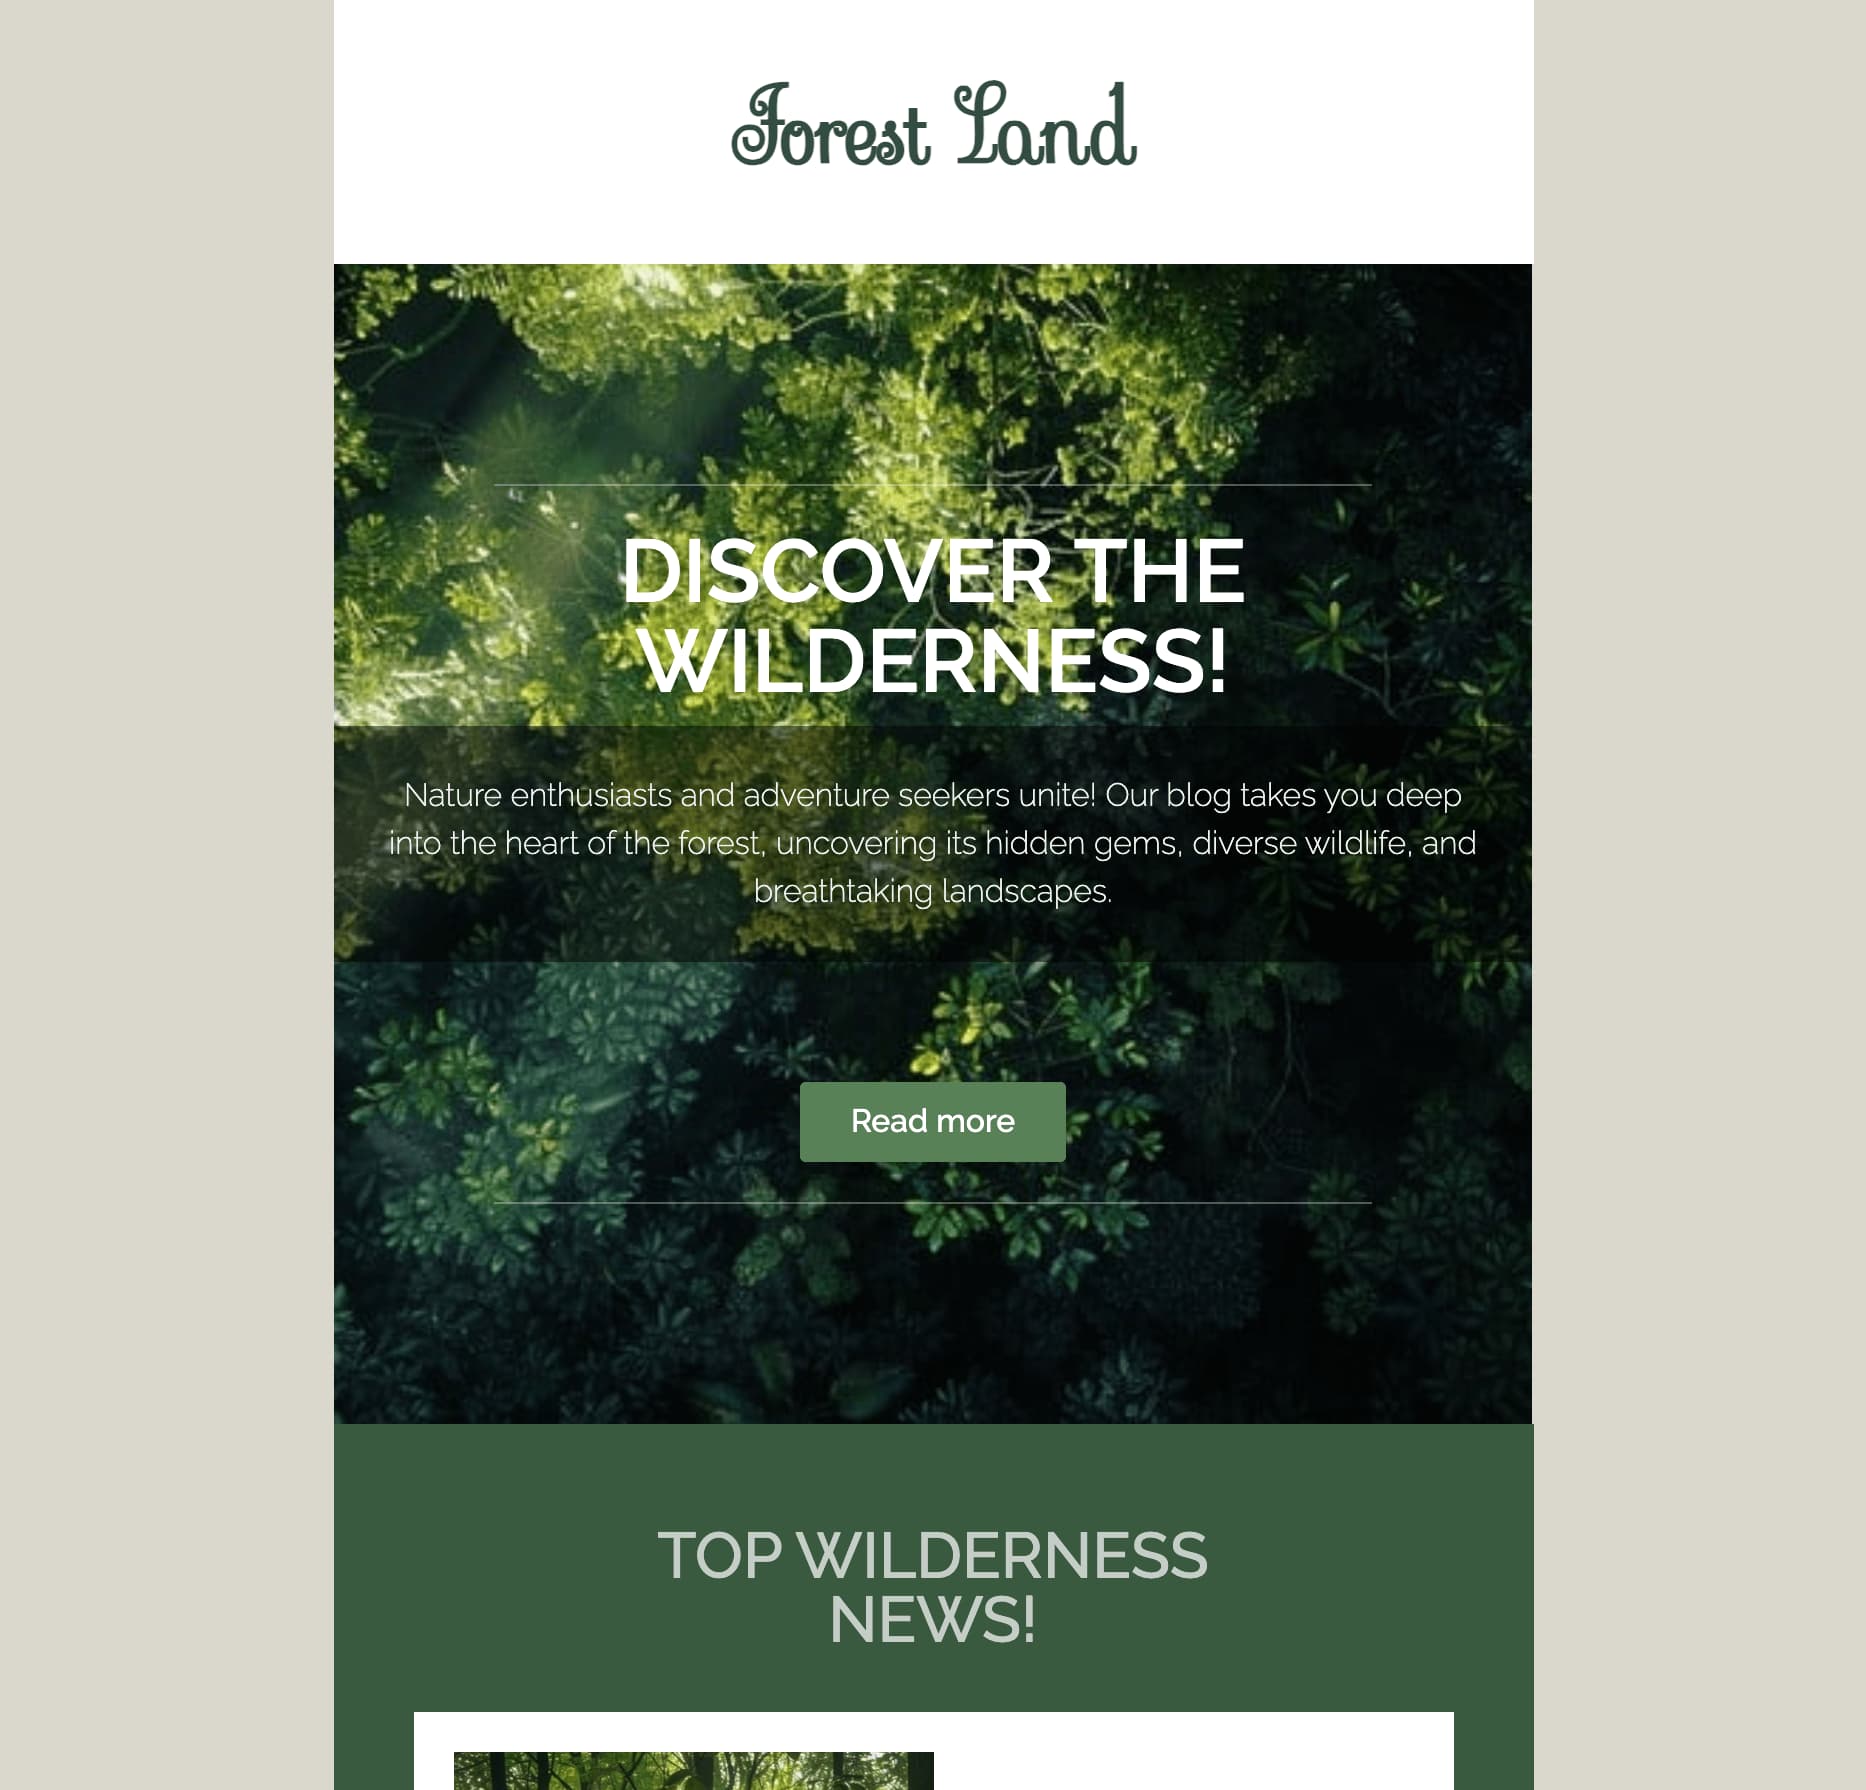 Forest Land
DISCOVER THE
WILDERNESS!
Nature enthusiasts and adventure seekers unite! Our blog takes you deep
into the heart of the forest, uncovering its hidden gems, diverse wildlife, and
breathtaking landscapes.
Read more
TOP WILDERNESS
NEWS!